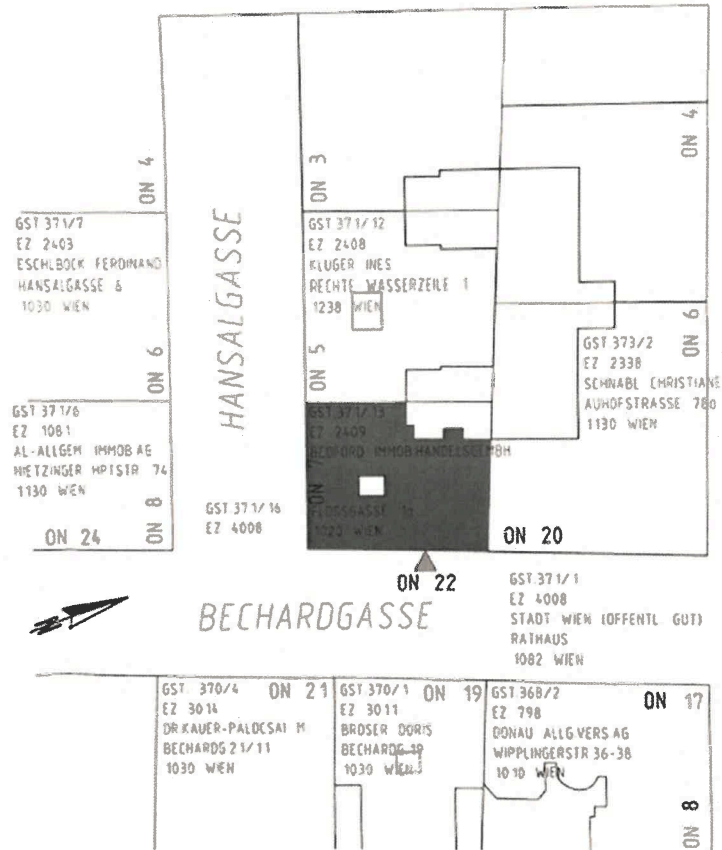 ON 4
ON 3
ON 4
GST 371/7
EZ 2403
ESCHLBOCK FERDINAND
HANSALGASSE 6
1030 WIEN
ON 6
HANSALGASSE
GST 371/12
EZ 2408
KLUGER INES
RECHTE WASSERZEILE 1
1238 WIEN
ON 5
GST 373/2
EZ 2338
SCHNABL CHRISTIANE
AUHOFSTRASSE 78a
1130 WIEN
ON 6
GST 371/6
EZ 1081
AL-ALLGEM IMMOB AG
HIETZINGER HPTSTR 74
1130 WIEN
ON 8
ON 24
GST 371/16
EZ 4008
GST 371/13
EZ 2409
BEDFORD IMMOB HANDELSGEMBH
FLOSSGASSE
1020 WIEN
ON 7
ON 20
ON 22
BECHARDGASSE
GST.371/1
EZ 4008
STADT WIEN (OFFENTL GUT)
RATHAUS
1082 WIEN
GST. 370/4 ON 21
EZ 3014
DR KAUER-PALOCSAI M
BECHARDG 21/11
1030 WIEN
GST.370/1 ON 19
EZ 3011
BROSER DORIS
BECHARDG 19
1030 WIEN
GST.368/2 ON 17
EZ 798
DONAU ALLG VERS AG
WIPPLINGERSTR 36-38
1010 WIEN
ON 8